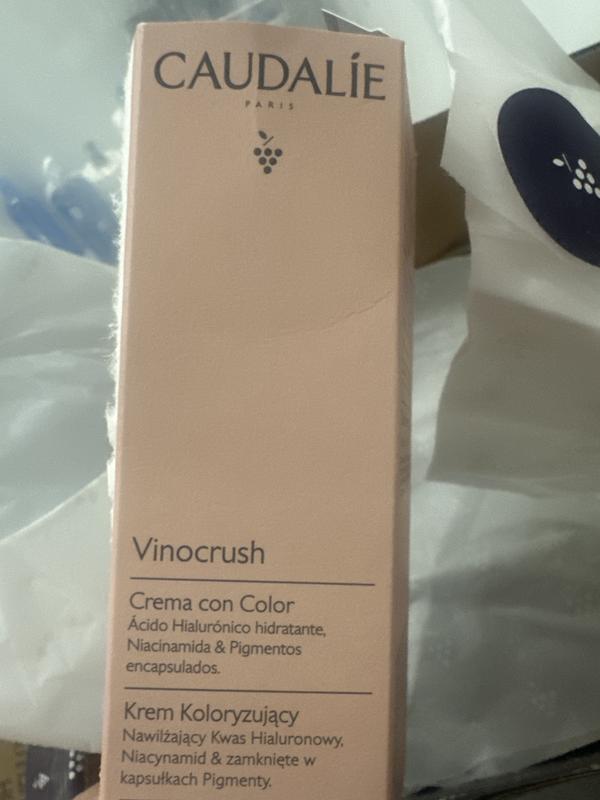 CAUDALÍE
PARIS
Vinocrush
Crema con Color
Ácido Hialurónico hidratante,
Niacinamida & Pigmentos
encapsulados.
Krem Koloryzujący
Nawilżający Kwas Hialuronowy,
Niacynamid & zamknięte w
kapsułkach Pigmenty.